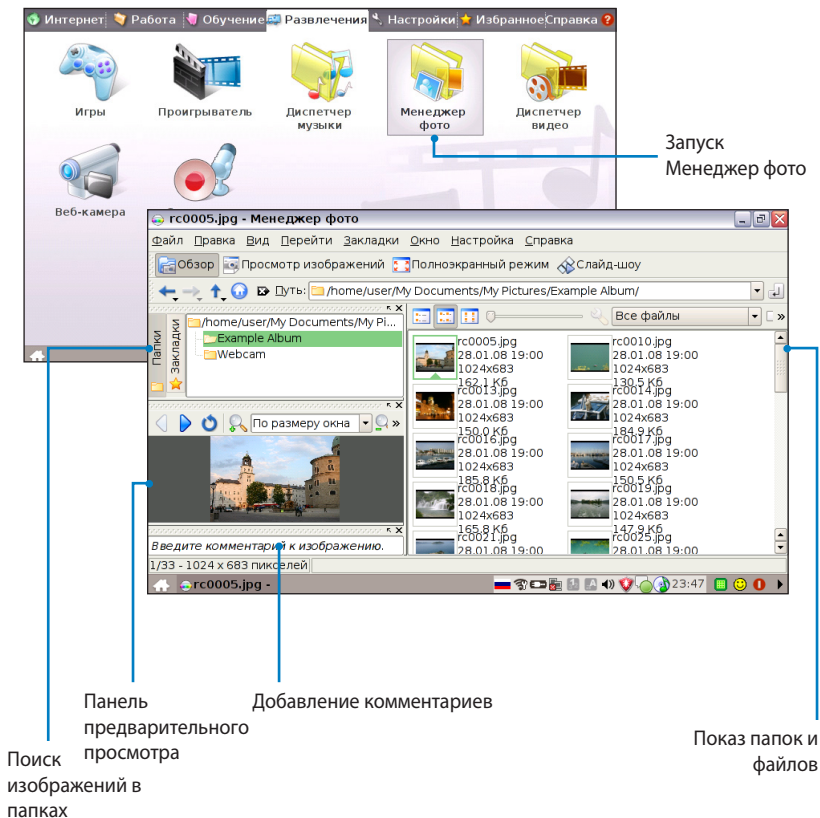 Интернет Работа Обучение Развлечения Настройки Избранное Справка ?
Игры
Проигрыватель
Диспетчер
музыки
Менеджер
фото
Диспетчер
видео
Веб-камера
Запуск
Менеджер фото
rc0005.jpg - Менеджер фото
Файл Правка Вид Перейти Закладки Окно Настройка Справка
Обзор Просмотр изображений Полноэкранный режим Слайд-шоу
Путь: /home/user/My Documents/My Pictures/Example Album/
Папки
Закладки
/home/user/My Documents/My Pi...
Example Album
Webcam
Все файлы »
По размеру окна »
Введите комментарий к изображению.
rc0005.jpg
28.01.08 19:00
1024x683
162,1 Кб
rc0010.jpg
28.01.08 19:00
1024x683
130,5 Кб
rc0013.jpg
28.01.08 19:00
1024x683
150,0 Кб
rc0014.jpg
28.01.08 19:00
1024x683
184,9 Кб
rc0016.jpg
28.01.08 19:00
1024x683
185,8 Кб
rc0017.jpg
28.01.08 19:00
1024x683
150,5 Кб
rc0018.jpg
28.01.08 19:00
1024x683
165,8 Кб
rc0019.jpg
28.01.08 19:00
1024x683
147,9 Кб
rc0021.jpg
28.01.08 19:00
rc0025.jpg
28.01.08 19:00
1/33 - 1024 x 683 пикселей
rc0005.jpg - 23:47
Панель
предварительного
просмотра
Добавление комментариев
Поиск
изображений в
папках
Показ папок и
файлов